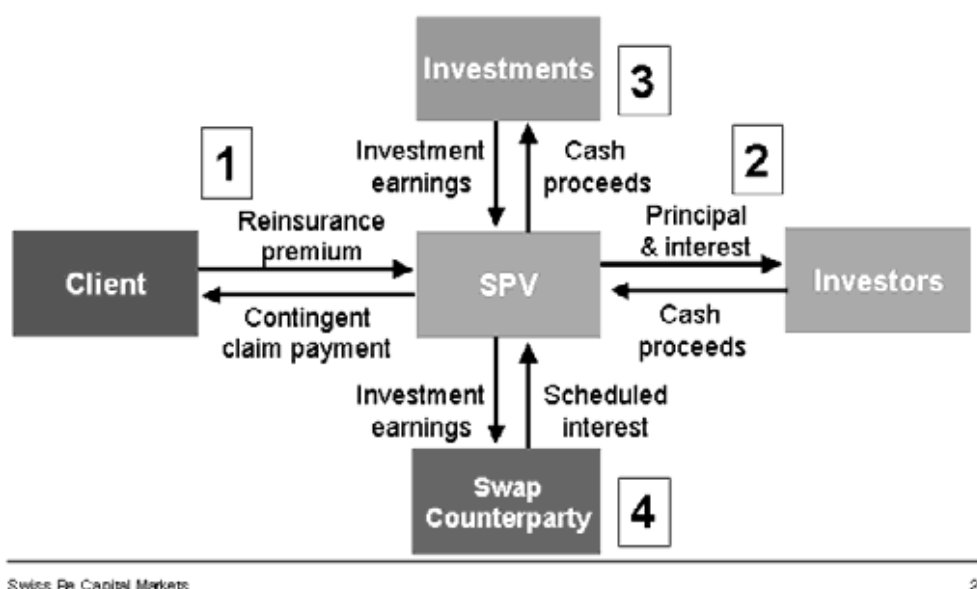 Investments
3
1
Investment
earnings
Cash
proceeds
2
Reinsurance
premium
Principal
& interest
Client
SPV
Investors
Contingent
claim payment
Cash
proceeds
Investment
earnings
Scheduled
interest
Swap
Counterparty
4
Swiss Re Capital Markets
2